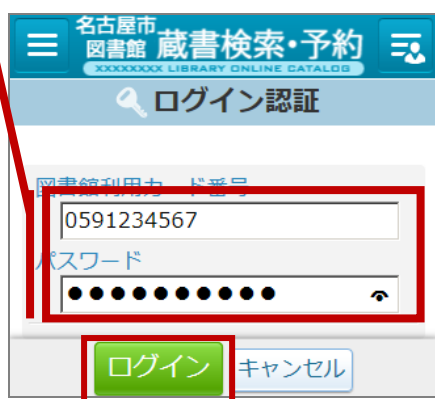 名古屋市
図書館 蔵書検索・予約
XXXXXXXX LIBRARY ONLINE CATALOG
ログイン認証
図書館利用カード番号
0591234567
パスワード
●●●●●●●●●●
ログイン キャンセル